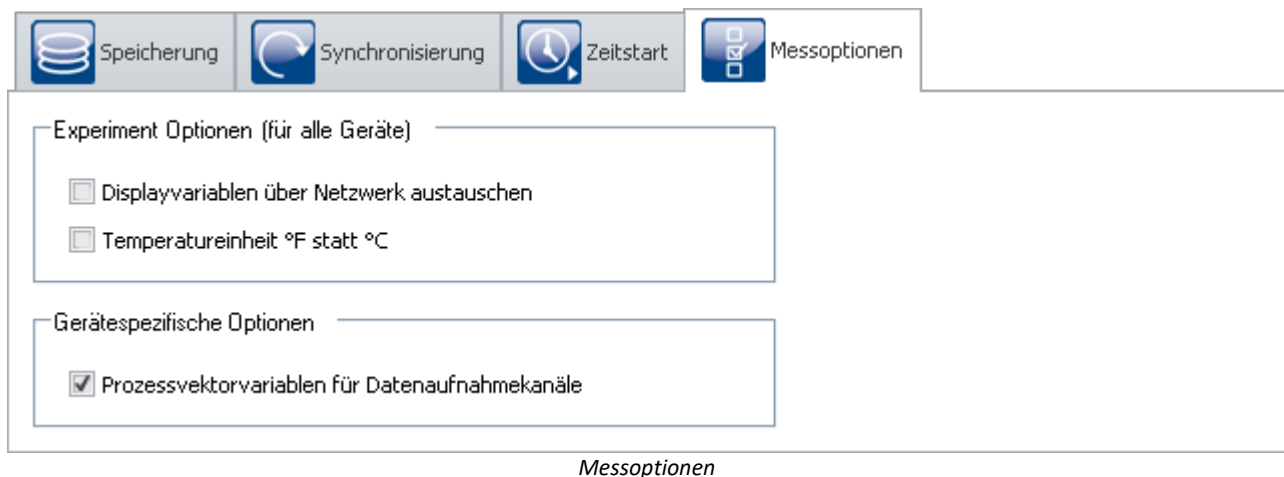 Speicherung Synchronisierung Zeitstart Messoptionen
Experiment Optionen (für alle Geräte)
Displayvariablen über Netzwerk austauschen
Temperatureinheit °F statt °C
Gerätespezifische Optionen
Prozessvektorvariablen für Datenaufnahmekanäle
Messoptionen